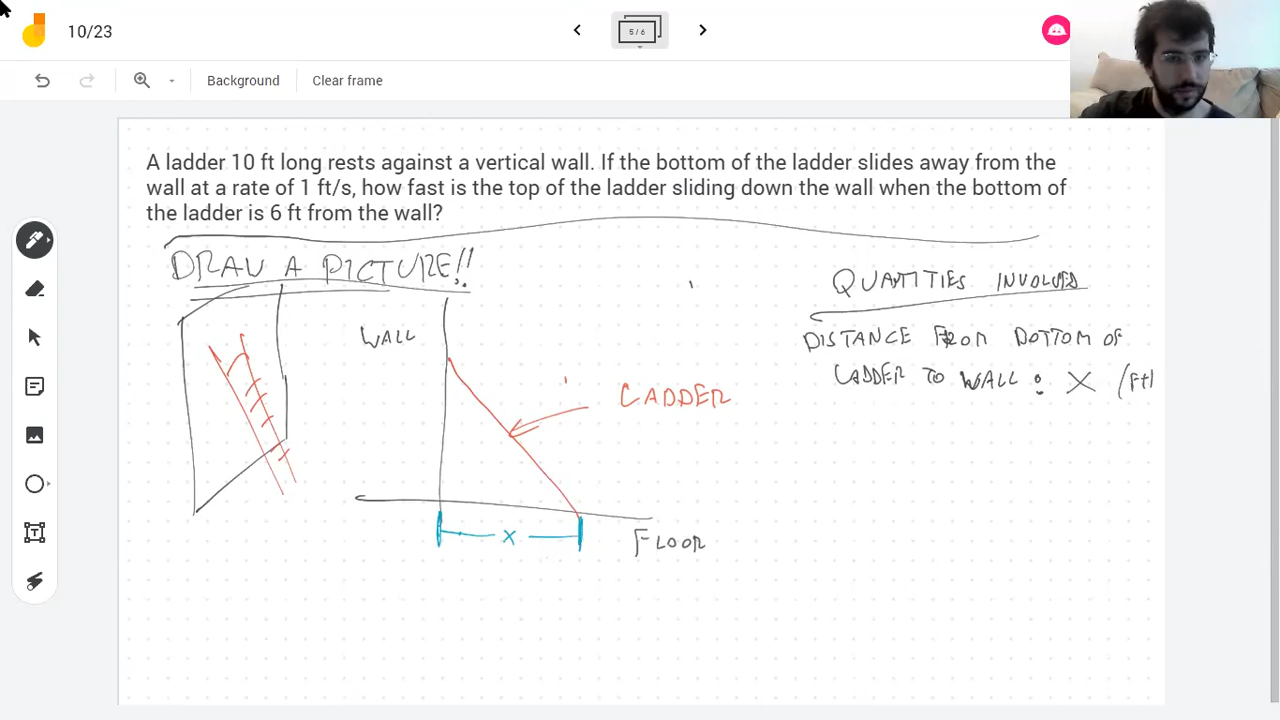 10/23
5 / 6
Background
Clear frame
A ladder 10 ft long rests against a vertical wall. If the bottom of the ladder slides away from the
wall at a rate of 1 ft/s, how fast is the top of the ladder sliding down the wall when the bottom of
the ladder is 6 ft from the wall?
DRAW A PICTURE!!
QUANTITIES INVOLVED
WALL
DISTANCE FROM BOTTOM OF
LADDER TO WALL : X (Ft)
LADDER
x
FLOOR